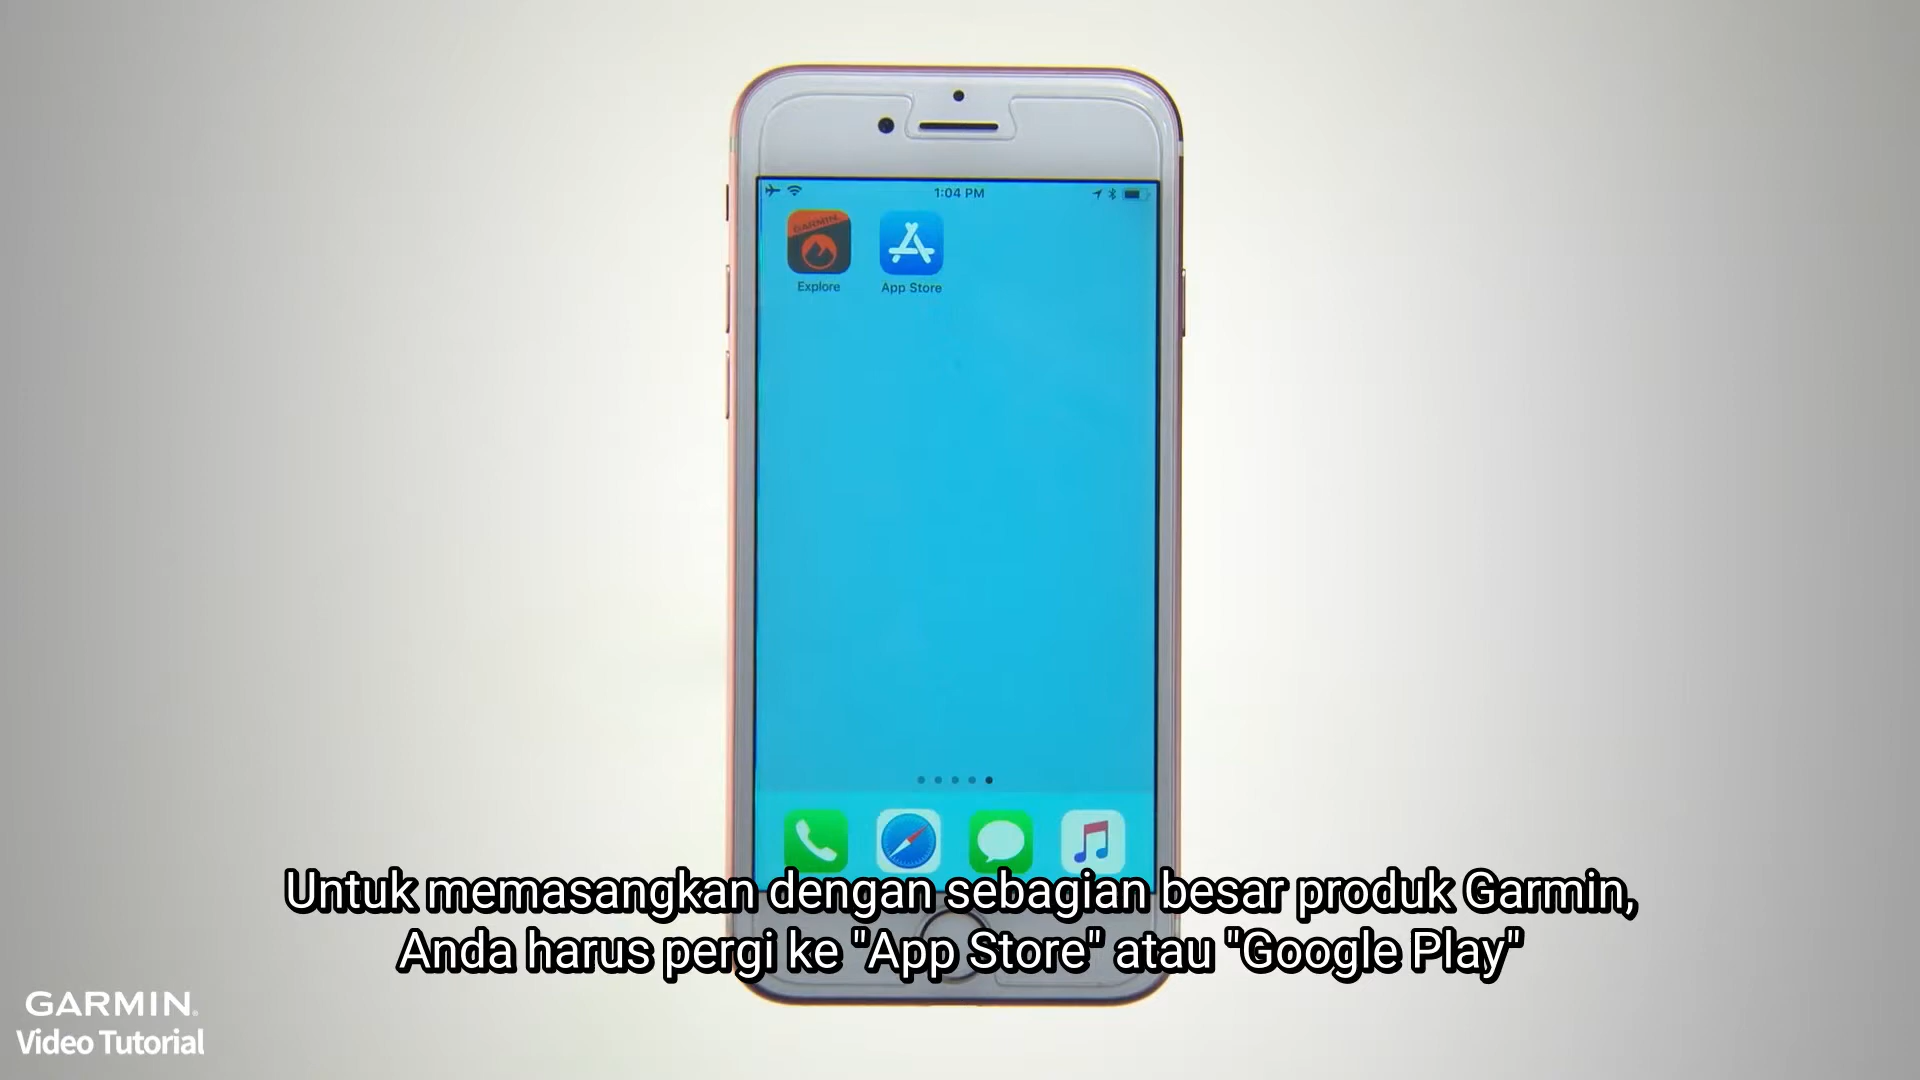 1:04 PM
GARMIN
Explore
App Store
Untuk memasangkan dengan sebagian besar produk Garmin,
Anda harus pergi ke "App Store" atau "Google Play"
GARMIN.
Video Tutorial